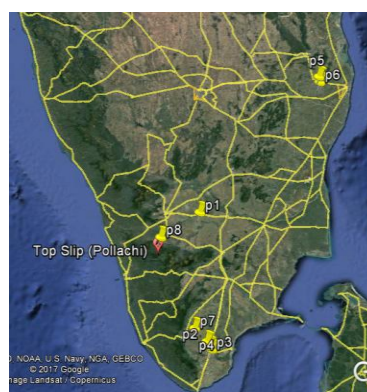 p5
p6
p1
p8
Top Slip (Pollachi)
p7
p2
p4 p3
O, NOAA, U.S. Navy, NGA, GEBCO
© 2017 Google
mage Landsat / Copernicus